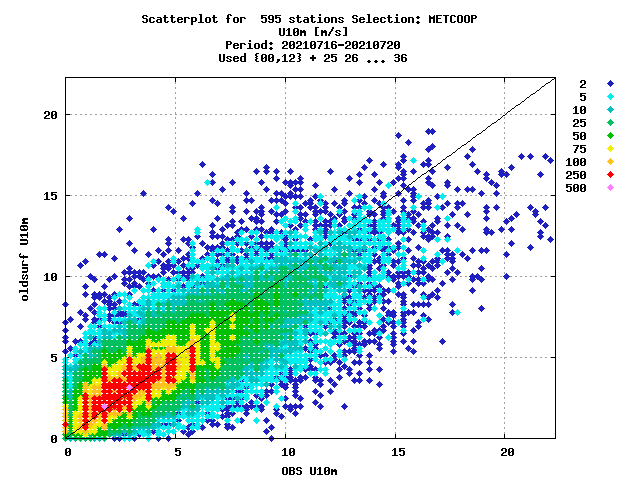 Scatterplot for  595 stations Selection: METCOOP
U10m [m/s]
Period: 20210716-20210720
Used {00,12} + 25 26 ... 36
2
5
10
25
50
75
100
250
500
20
15
10
5
0
oldsurf U10m
0 5 10 15 20
OBS U10m